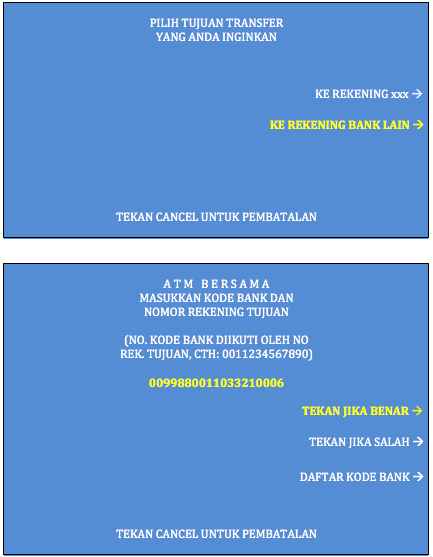 PILIH TUJUAN TRANSFER
YANG ANDA INGINKAN
KE REKENING xxx →
KE REKENING BANK LAIN →
TEKAN CANCEL UNTUK PEMBATALAN
A T M B E R S A M A
MASUKKAN KODE BANK DAN
NOMOR REKENING TUJUAN
(NO. KODE BANK DIIKUTI OLEH NO
REK. TUJUAN, CTH: 0011234567890)
0099880011033210006
TEKAN JIKA BENAR →
TEKAN JIKA SALAH →
DAFTAR KODE BANK →
TEKAN CANCEL UNTUK PEMBATALAN